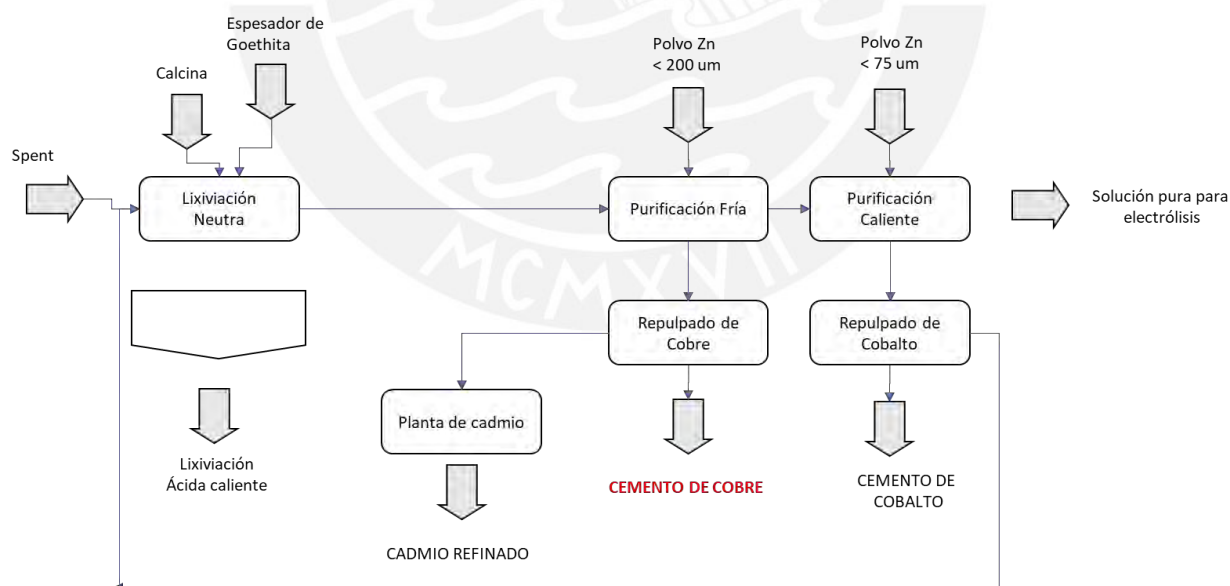 Espesador de
Goethita
Calcina
Polvo Zn
< 200 um
Polvo Zn
< 75 um
Spent
Lixiviación
Neutra
Purificación Fría
Purificación
Caliente
Solución pura para
electrólisis
MCMXVII
Repulpado de
Cobre
Repulpado de
Cobalto
Planta de cadmio
Lixiviación
Ácida caliente
CEMENTO DE COBRE
CEMENTO DE
COBALTO
CADMIO REFINADO